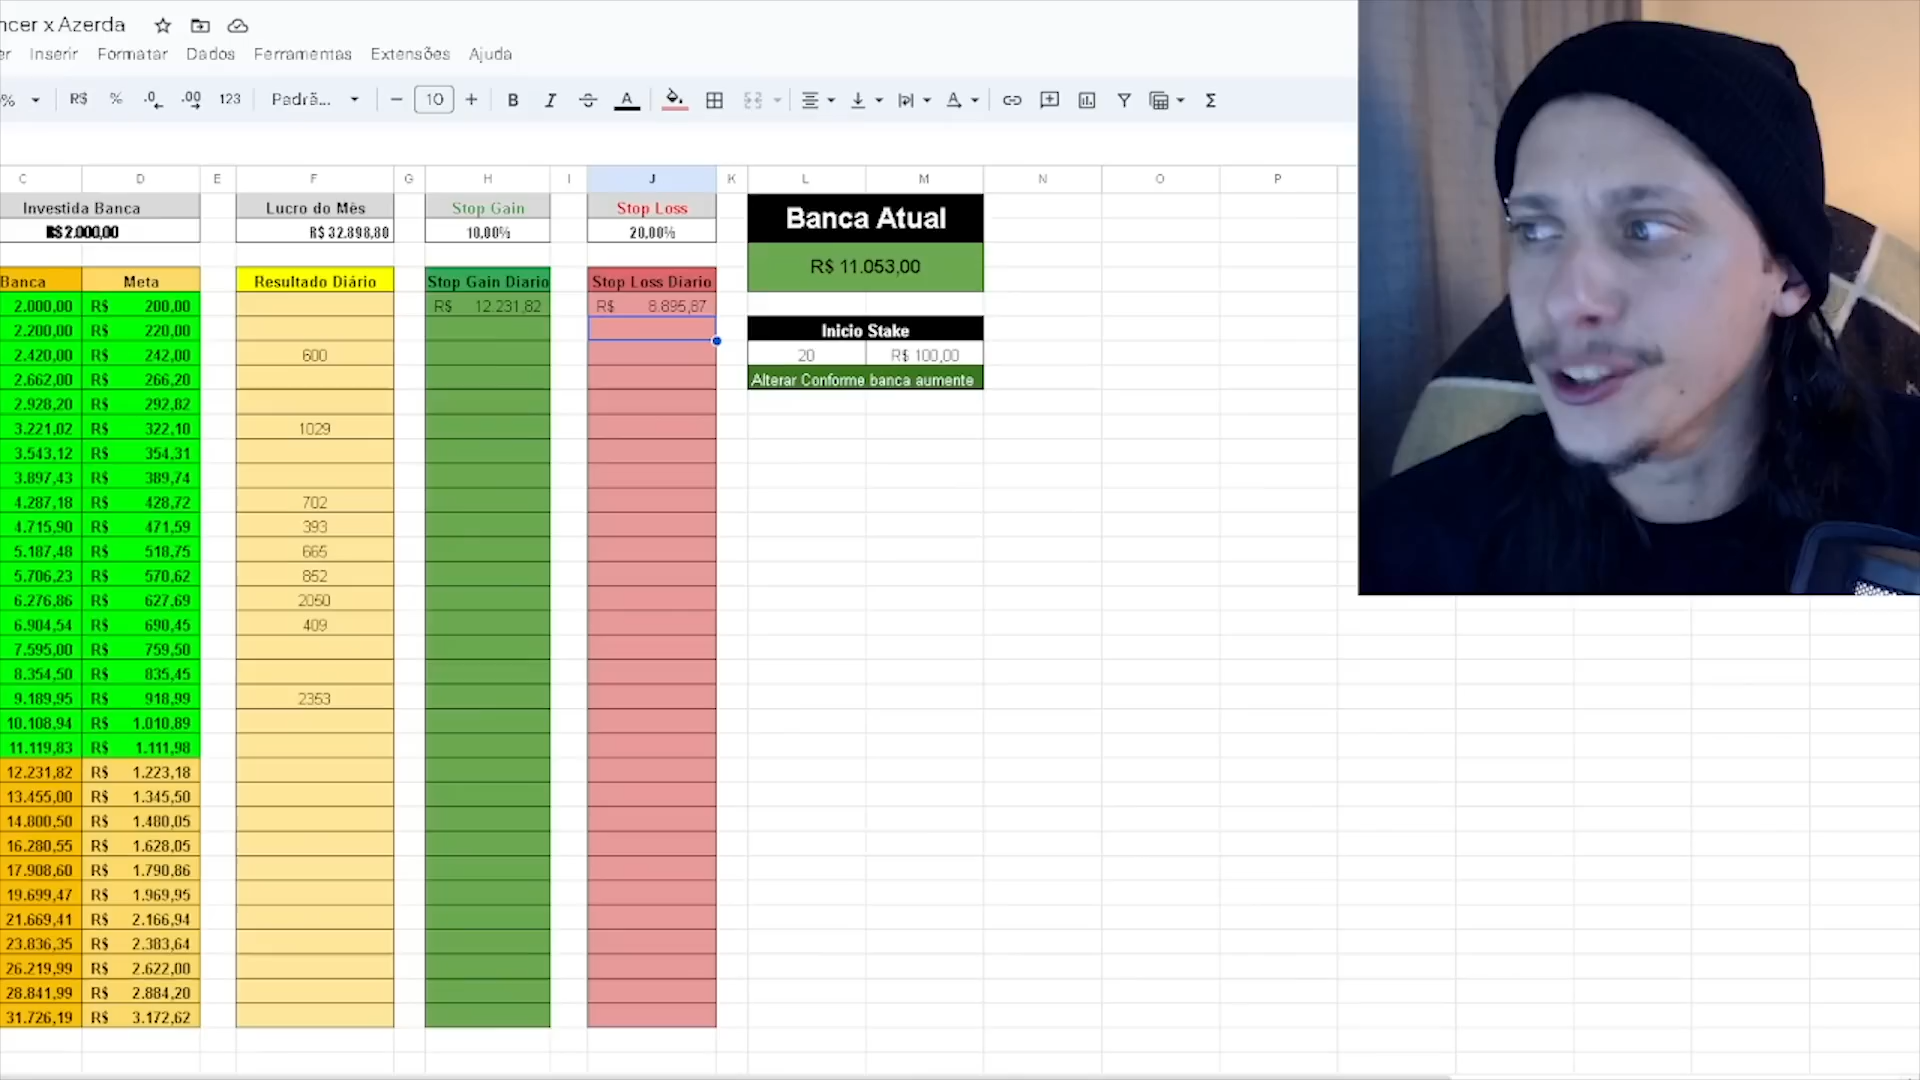 ncer x Azerda
er Inserir Formatar Dados Ferramentas Extensões Ajuda
% R$ % .0 .00 123 Padrã... − 10 + B I A A Σ
C D E F G H I J K L M N O P
Investida Banca Lucro do Mês Stop Gain Stop Loss Banca Atual
R$ 2.000,00 R$ 32.898,80 10,00% 20,00%
R$ 11.053,00
Banca Meta Resultado Diário Stop Gain Diario Stop Loss Diario
2.000,00 R$ 200,00 R$ 12.231,82 R$ 8.895,87
2.200,00 R$ 220,00 Inicio Stake
2.420,00 R$ 242,00 600 20 R$ 100,00
2.662,00 R$ 266,20 Alterar Conforme banca aumente
2.928,20 R$ 292,82
3.221,02 R$ 322,10 1029
3.543,12 R$ 354,31
3.897,43 R$ 389,74
4.287,18 R$ 428,72 702
4.715,90 R$ 471,59 393
5.187,48 R$ 518,75 665
5.706,23 R$ 570,62 852
6.276,86 R$ 627,69 2050
6.904,54 R$ 690,45 409
7.595,00 R$ 759,50
8.354,50 R$ 835,45
9.189,95 R$ 918,99 2353
10.108,94 R$ 1.010,89
11.119,83 R$ 1.111,98
12.231,82 R$ 1.223,18
13.455,00 R$ 1.345,50
14.800,50 R$ 1.480,05
16.280,55 R$ 1.628,05
17.908,60 R$ 1.790,86
19.699,47 R$ 1.969,95
21.669,41 R$ 2.166,94
23.836,35 R$ 2.383,64
26.219,99 R$ 2.622,00
28.841,99 R$ 2.884,20
31.726,19 R$ 3.172,62